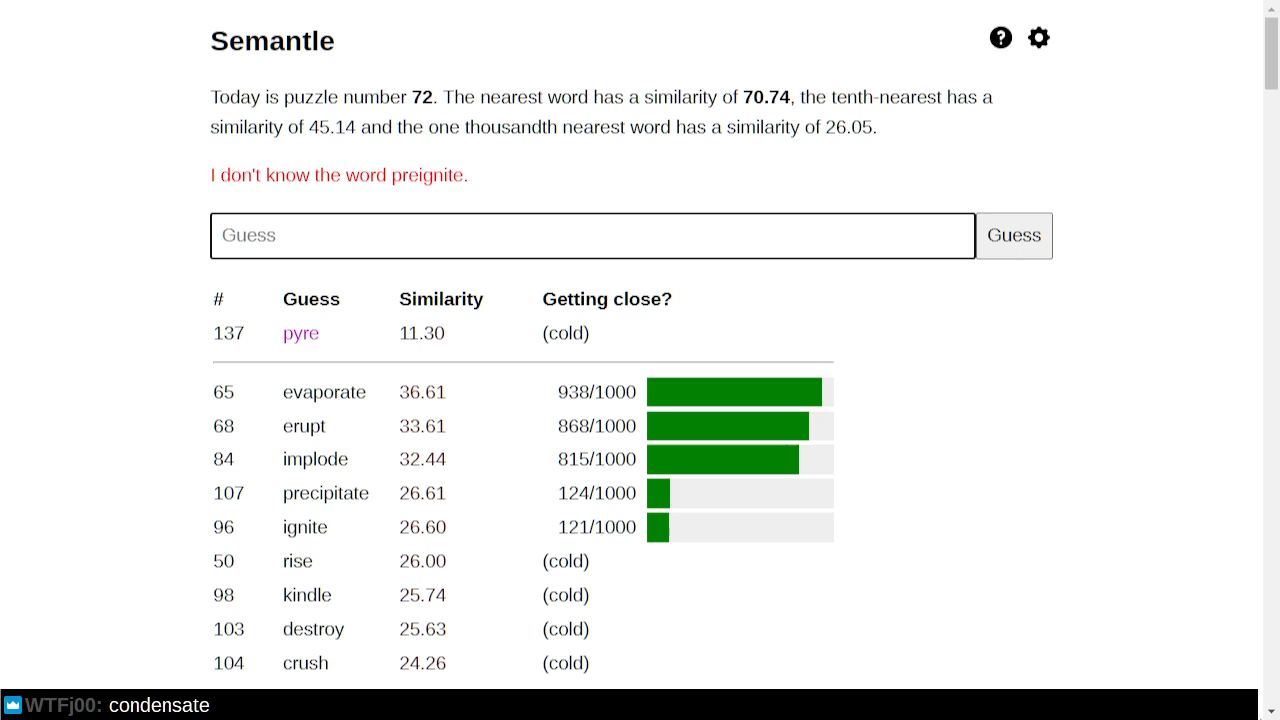 Semantle
Today is puzzle number 72. The nearest word has a similarity of 70.74, the tenth-nearest has a
similarity of 45.14 and the one thousandth nearest word has a similarity of 26.05.
I don't know the word preignite.
Guess Guess
# Guess Similarity Getting close?
137 pyre 11.30 (cold)
65 evaporate 36.61 938/1000
68 erupt 33.61 868/1000
84 implode 32.44 815/1000
107 precipitate 26.61 124/1000
96 ignite 26.60 121/1000
50 rise 26.00 (cold)
98 kindle 25.74 (cold)
103 destroy 25.63 (cold)
104 crush 24.26 (cold)
WTFj00: condensate